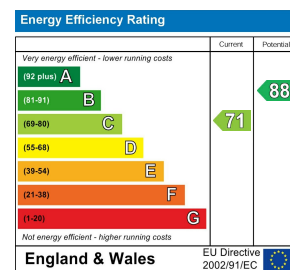 Energy Efficiency Rating
Current Potential
Very energy efficient - lower running costs
(92 plus) A
(81-91) B
(69-80) C
(55-68) D
(39-54) E
(21-38) F
(1-20) G
71
88
Not energy efficient - higher running costs
England & Wales
EU Directive
2002/91/EC